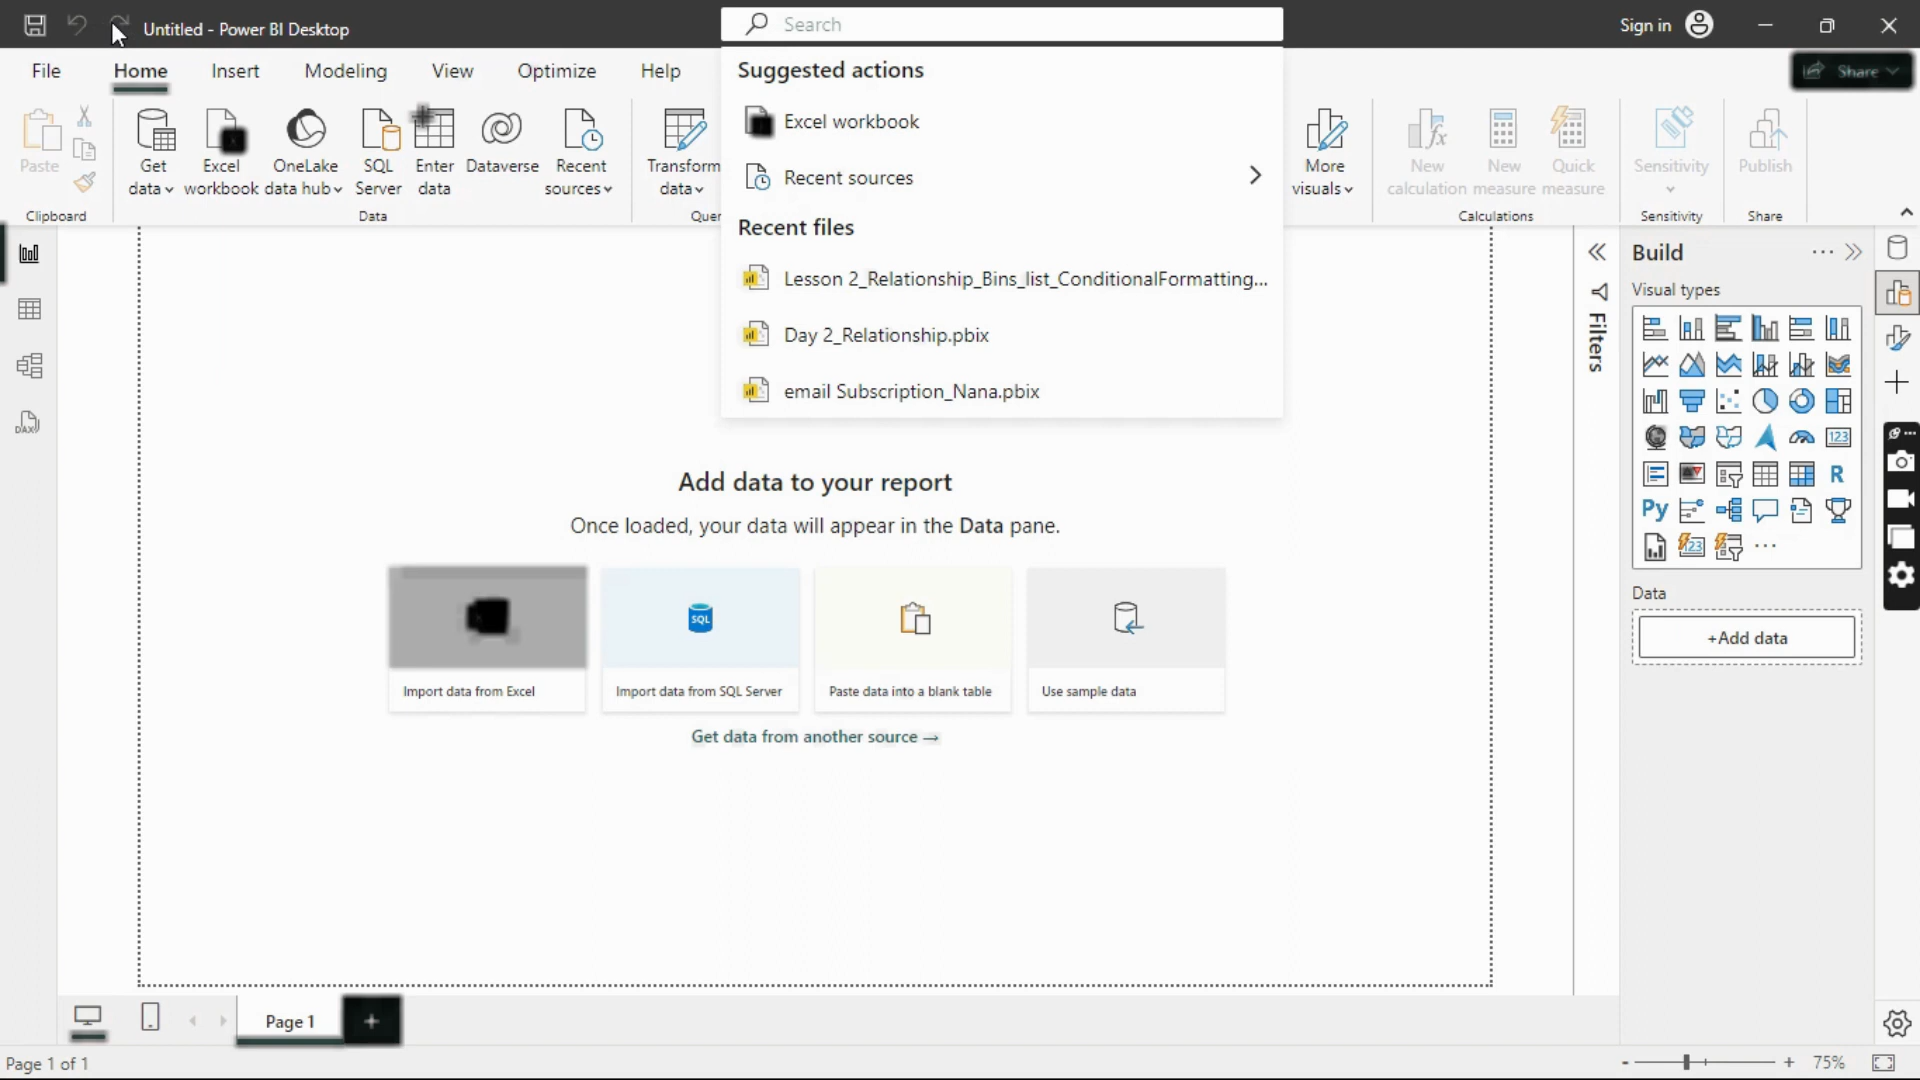 Untitled - Power BI Desktop
Search
Sign in
File
Home
Insert
Modeling
View
Optimize
Help
Share
Paste
Get data
Excel workbook
OneLake data hub
SQL Server
Enter data
Dataverse
Recent sources
Transform data
More visuals
New calculation
New measure
Quick measure
Sensitivity
Publish
Clipboard
Data
Quer
Calculations
Sensitivity
Share
Suggested actions
Excel workbook
Recent sources
Recent files
Lesson 2_Relationship_Bins_list_ConditionalFormatting...
Day 2_Relationship.pbix
email Subscription_Nana.pbix
Add data to your report
Once loaded, your data will appear in the Data pane.
SQL
Import data from Excel
Import data from SQL Server
Paste data into a blank table
Use sample data
Get data from another source →
Filters
Build
Visual types
123
R
Py
123
Data
+Add data
DAX
Page 1
Page 1 of 1
75%